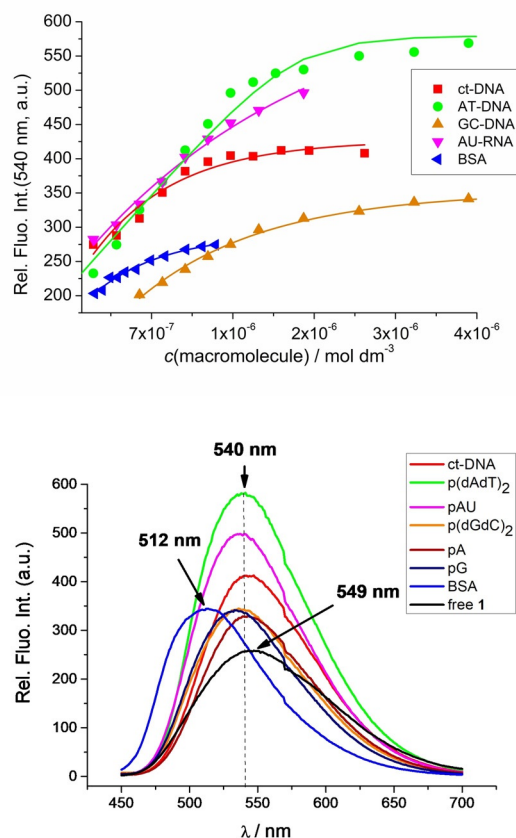 Rel. Fluo. Int.(540 nm, a.u.)
600
550
500
450
400
350
300
250
200
ct-DNA
AT-DNA
GC-DNA
AU-RNA
BSA
7x10⁻⁷ 1x10⁻⁶ 2x10⁻⁶ 3x10⁻⁶ 4x10⁻⁶
c(macromolecule) / mol dm⁻³
540 nm
512 nm
549 nm
Rel. Fluo. Int. (a.u.)
600
500
400
300
200
100
0
ct-DNA
p(dAdT)₂
pAU
p(dGdC)₂
pA
pG
BSA
free 1
450 500 550 600 650 700
λ / nm